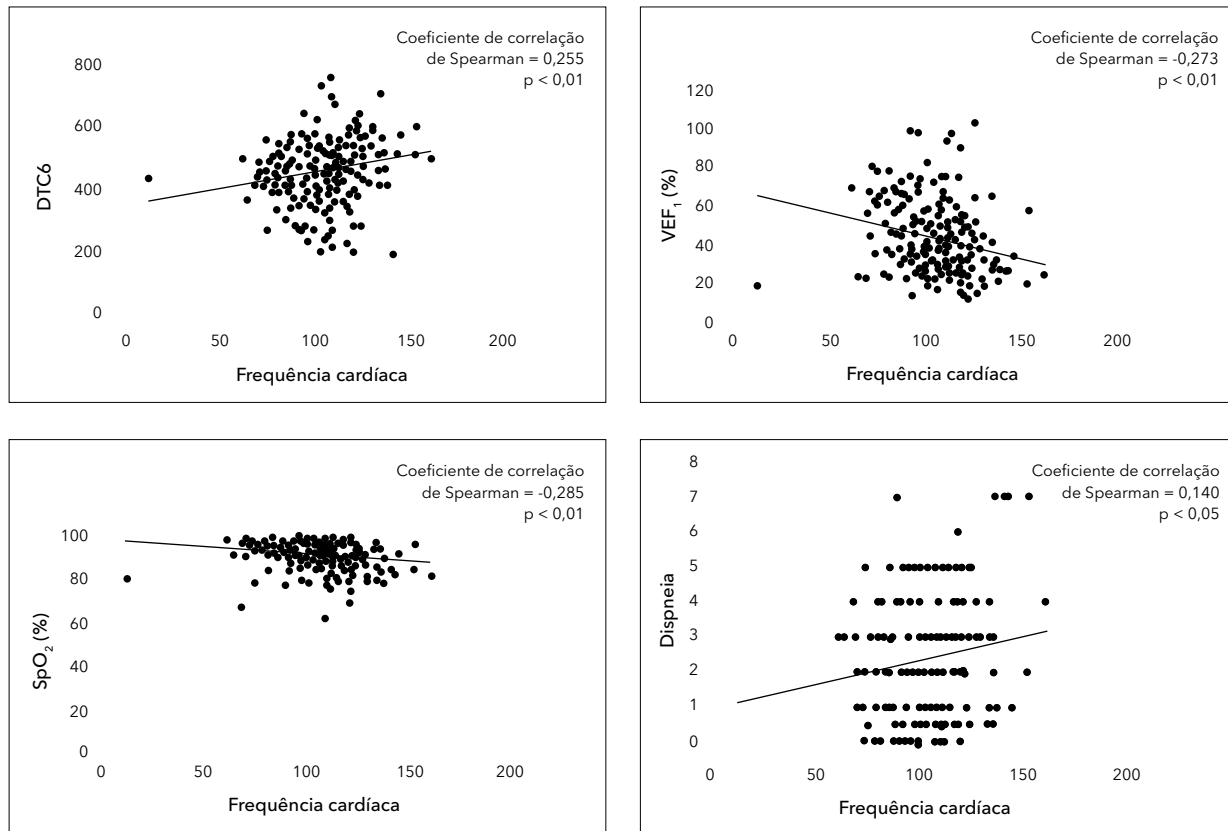 Coeficiente de correlação
de Spearman = 0,255
p < 0,01
800
600
400
200
0
DTC6
0 50 100 150 200
Frequência cardíaca
Coeficiente de correlação
de Spearman = -0,273
p < 0,01
120
100
80
60
40
20
0
VEF₁ (%)
0 50 100 150 200
Frequência cardíaca
Coeficiente de correlação
de Spearman = -0,285
p < 0,01
100
80
60
40
20
0
SpO₂ (%)
0 50 100 150 200
Frequência cardíaca
Coeficiente de correlação
de Spearman = 0,140
p < 0,05
8
7
6
5
4
3
2
1
0
Dispneia
0 50 100 150 200
Frequência cardíaca